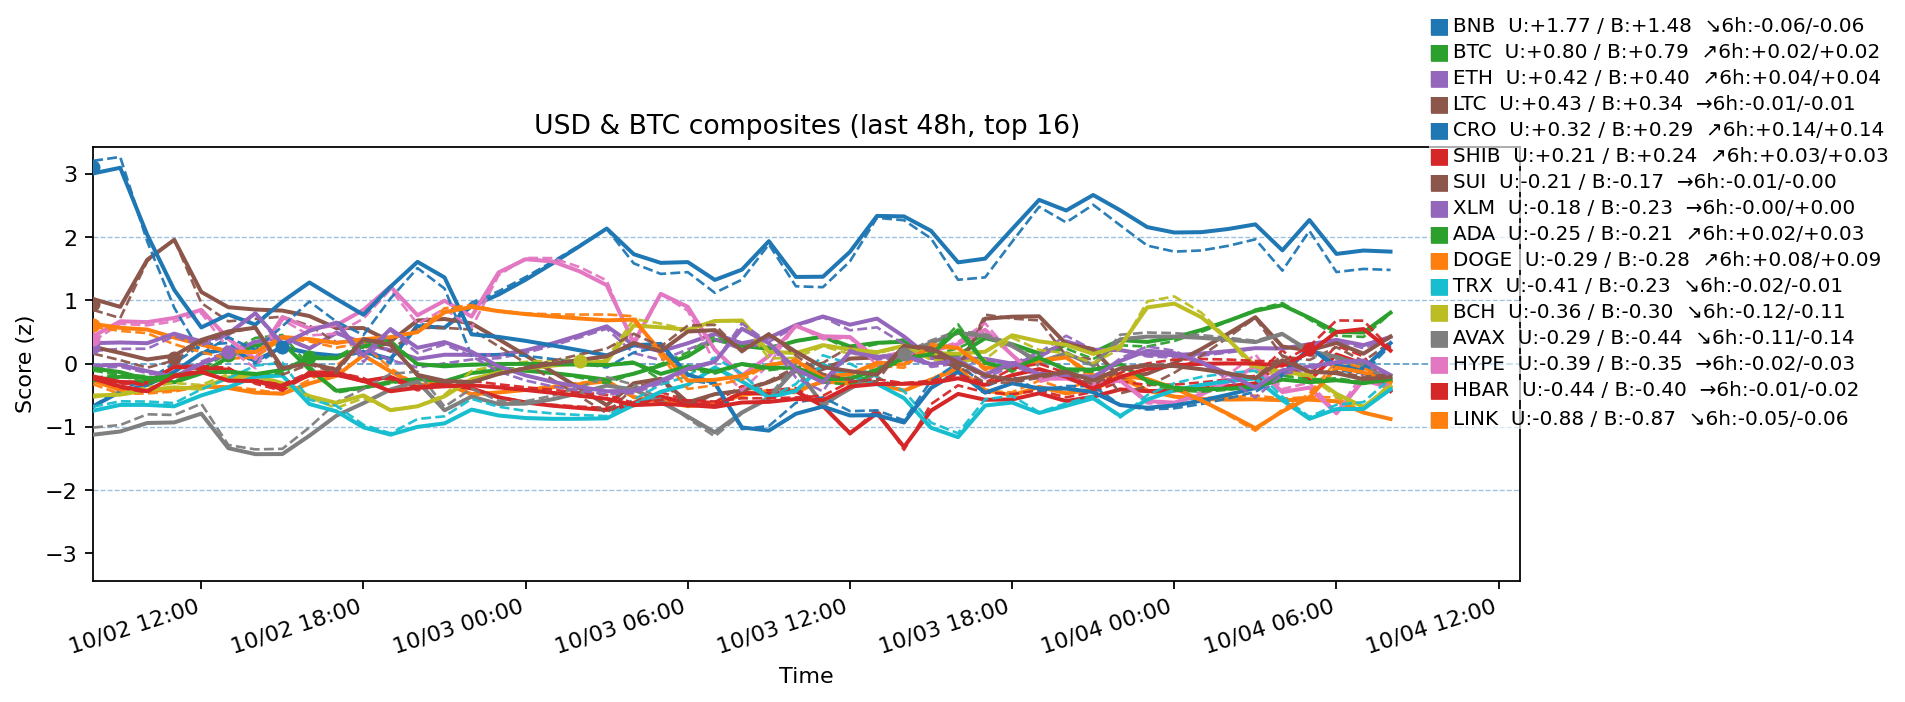 BNB  U:+1.77 / B:+1.48  ↘6h:-0.06/-0.06
BTC  U:+0.80 / B:+0.79  ↗6h:+0.02/+0.02
ETH  U:+0.42 / B:+0.40  ↗6h:+0.04/+0.04
LTC  U:+0.43 / B:+0.34  →6h:-0.01/-0.01
CRO  U:+0.32 / B:+0.29  ↗6h:+0.14/+0.14
SHIB  U:+0.21 / B:+0.24  ↗6h:+0.03/+0.03
SUI  U:-0.21 / B:-0.17  →6h:-0.01/-0.00
XLM  U:-0.18 / B:-0.23  →6h:-0.00/+0.00
ADA  U:-0.25 / B:-0.21  ↗6h:+0.02/+0.03
DOGE  U:-0.29 / B:-0.28  ↗6h:+0.08/+0.09
TRX  U:-0.41 / B:-0.23  ↘6h:-0.02/-0.01
BCH  U:-0.36 / B:-0.30  ↘6h:-0.12/-0.11
AVAX  U:-0.29 / B:-0.44  ↘6h:-0.11/-0.14
HYPE  U:-0.39 / B:-0.35  →6h:-0.02/-0.03
HBAR  U:-0.44 / B:-0.40  →6h:-0.01/-0.02
LINK  U:-0.88 / B:-0.87  ↘6h:-0.05/-0.06
USD & BTC composites (last 48h, top 16)
Score (z)
3
2
1
0
−1
−2
−3
10/02 12:00
10/02 18:00
10/03 00:00
10/03 06:00
10/03 12:00
10/03 18:00
10/04 00:00
10/04 06:00
10/04 12:00
Time